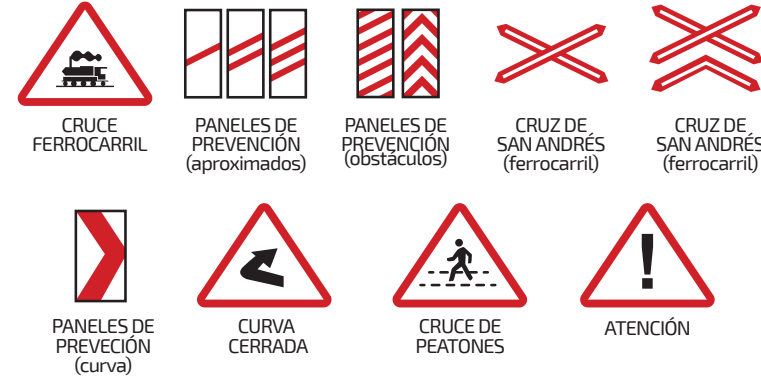 CRUCE
FERROCARRIL
PANELES DE
PREVENCIÓN
(aproximados)
PANELES DE
PREVENCIÓN
(obstáculos)
CRUZ DE
SAN ANDRÉS
(ferrocarril)
CRUZ DE
SAN ANDRÉS
(ferrocarril)
PANELES DE
PREVECIÓN
(curva)
CURVA
CERRADA
CRUCE DE
PEATONES
ATENCIÓN